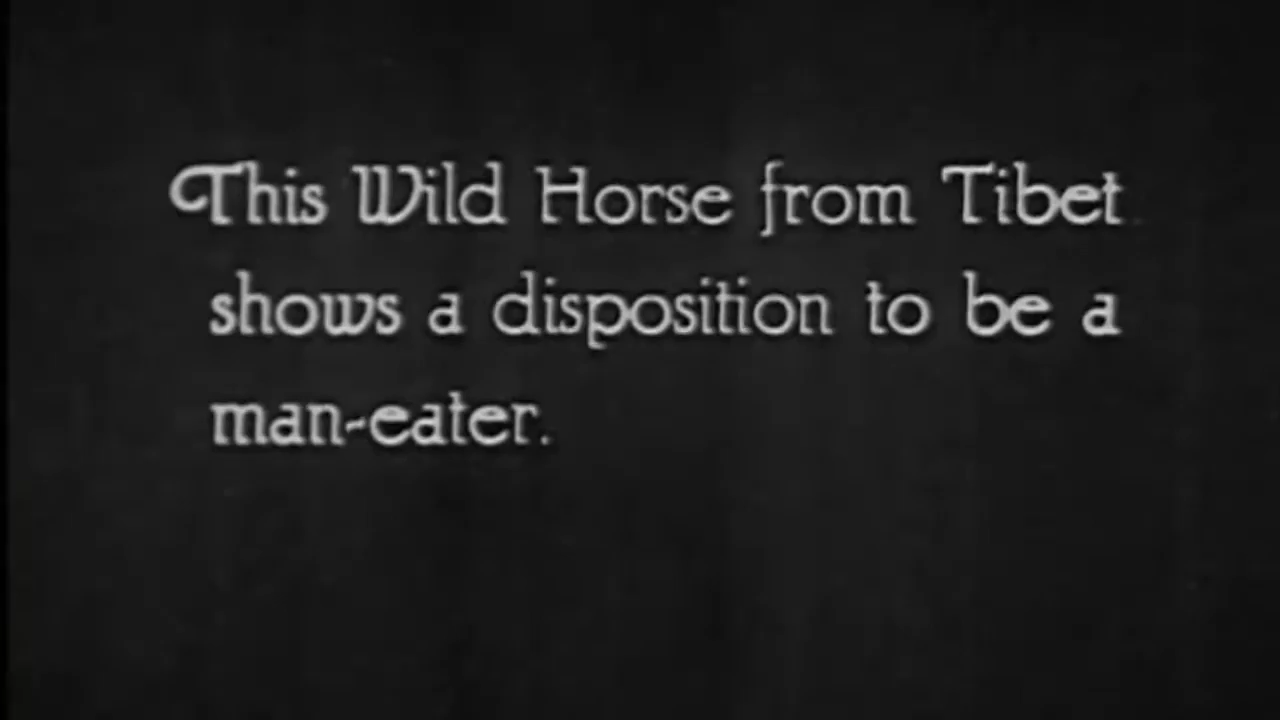 This Wild Horse from Tibet
shows a disposition to be a
man-eater.